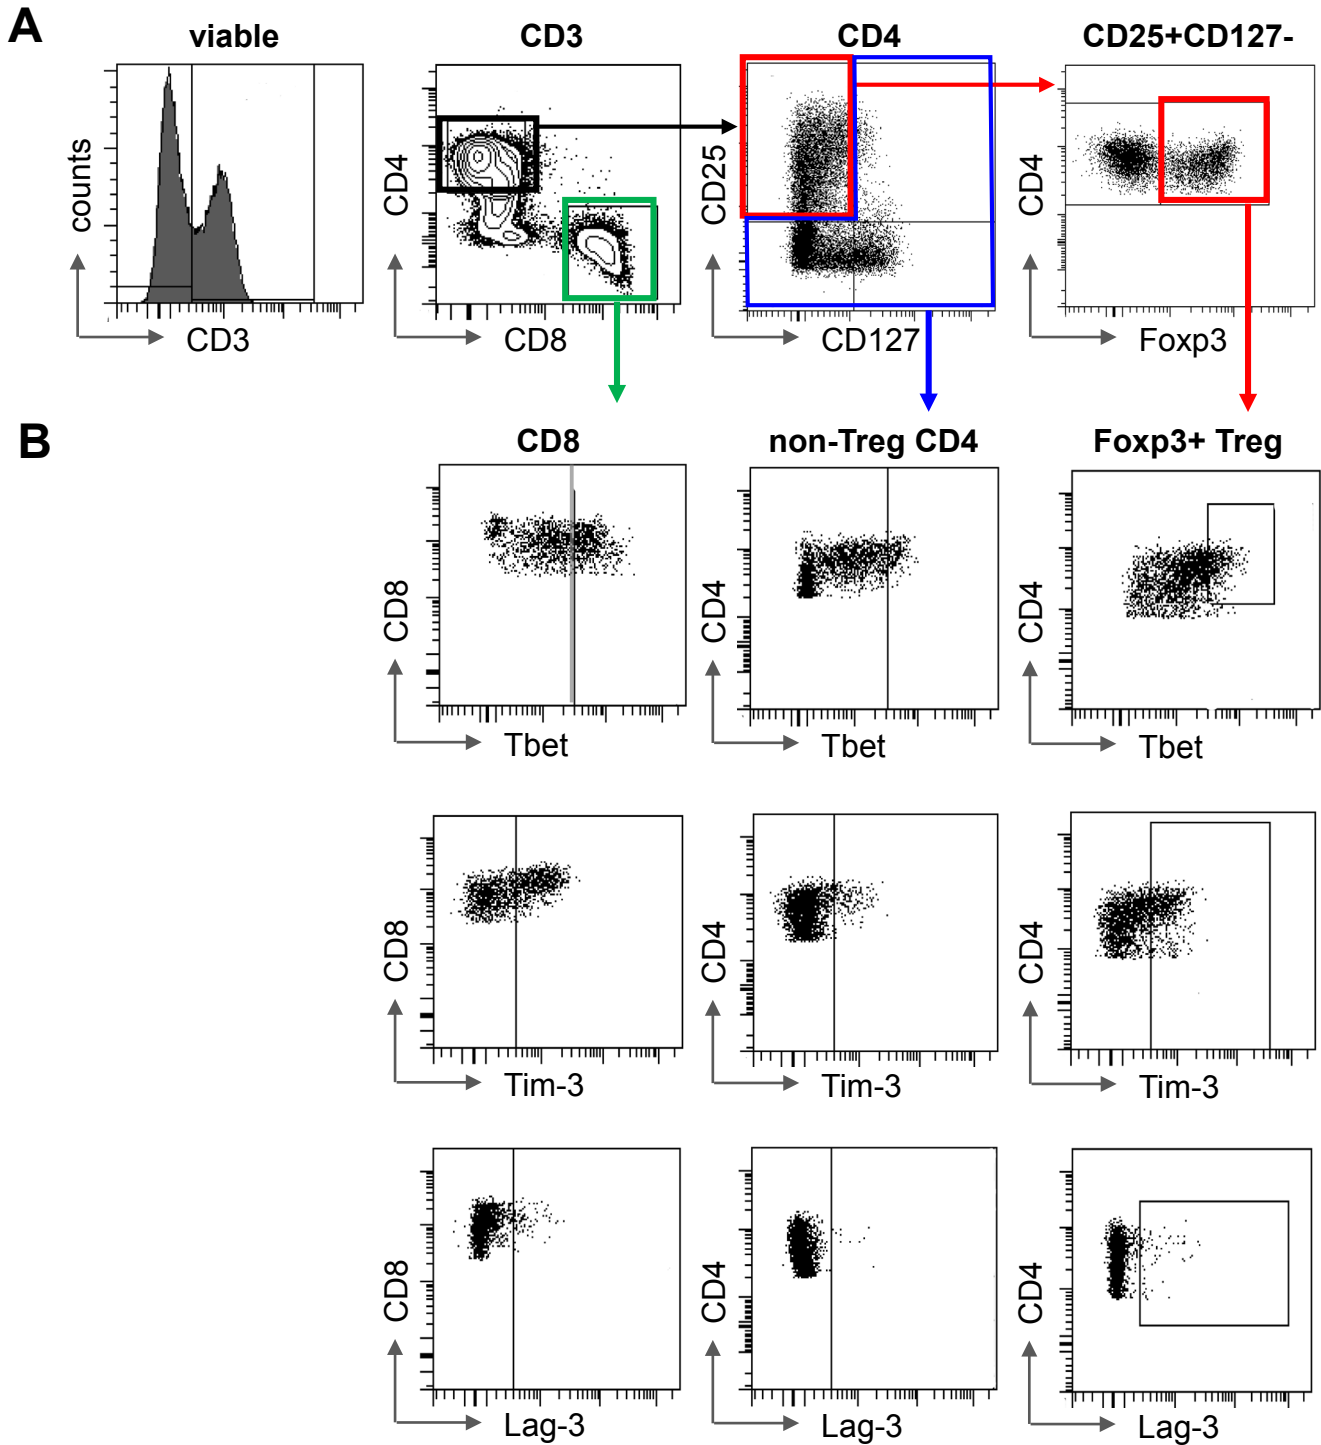 A
viable
CD3
CD4
CD25+CD127-
counts
CD4
CD25
CD4
CD3
CD8
CD127
Foxp3
B
CD8
non-Treg CD4
Foxp3+ Treg
CD8
CD4
CD4
Tbet
Tbet
Tbet
CD8
CD4
CD4
Tim-3
Tim-3
Tim-3
CD8
CD4
CD4
Lag-3
Lag-3
Lag-3